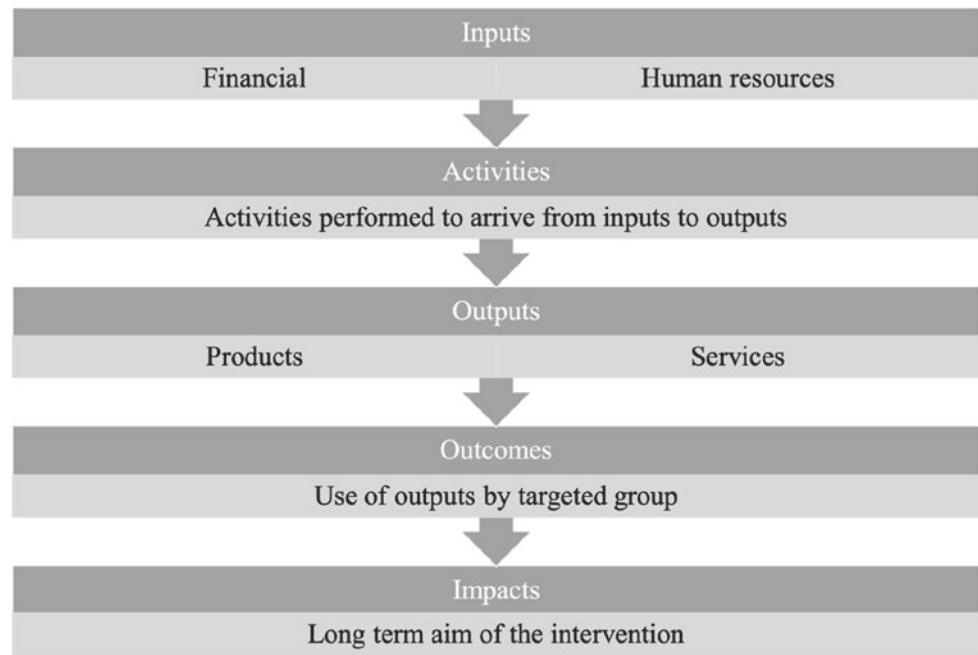 Inputs
Financial Human resources
Activities
Activities performed to arrive from inputs to outputs
Outputs
Products Services
Outcomes
Use of outputs by targeted group
Impacts
Long term aim of the intervention